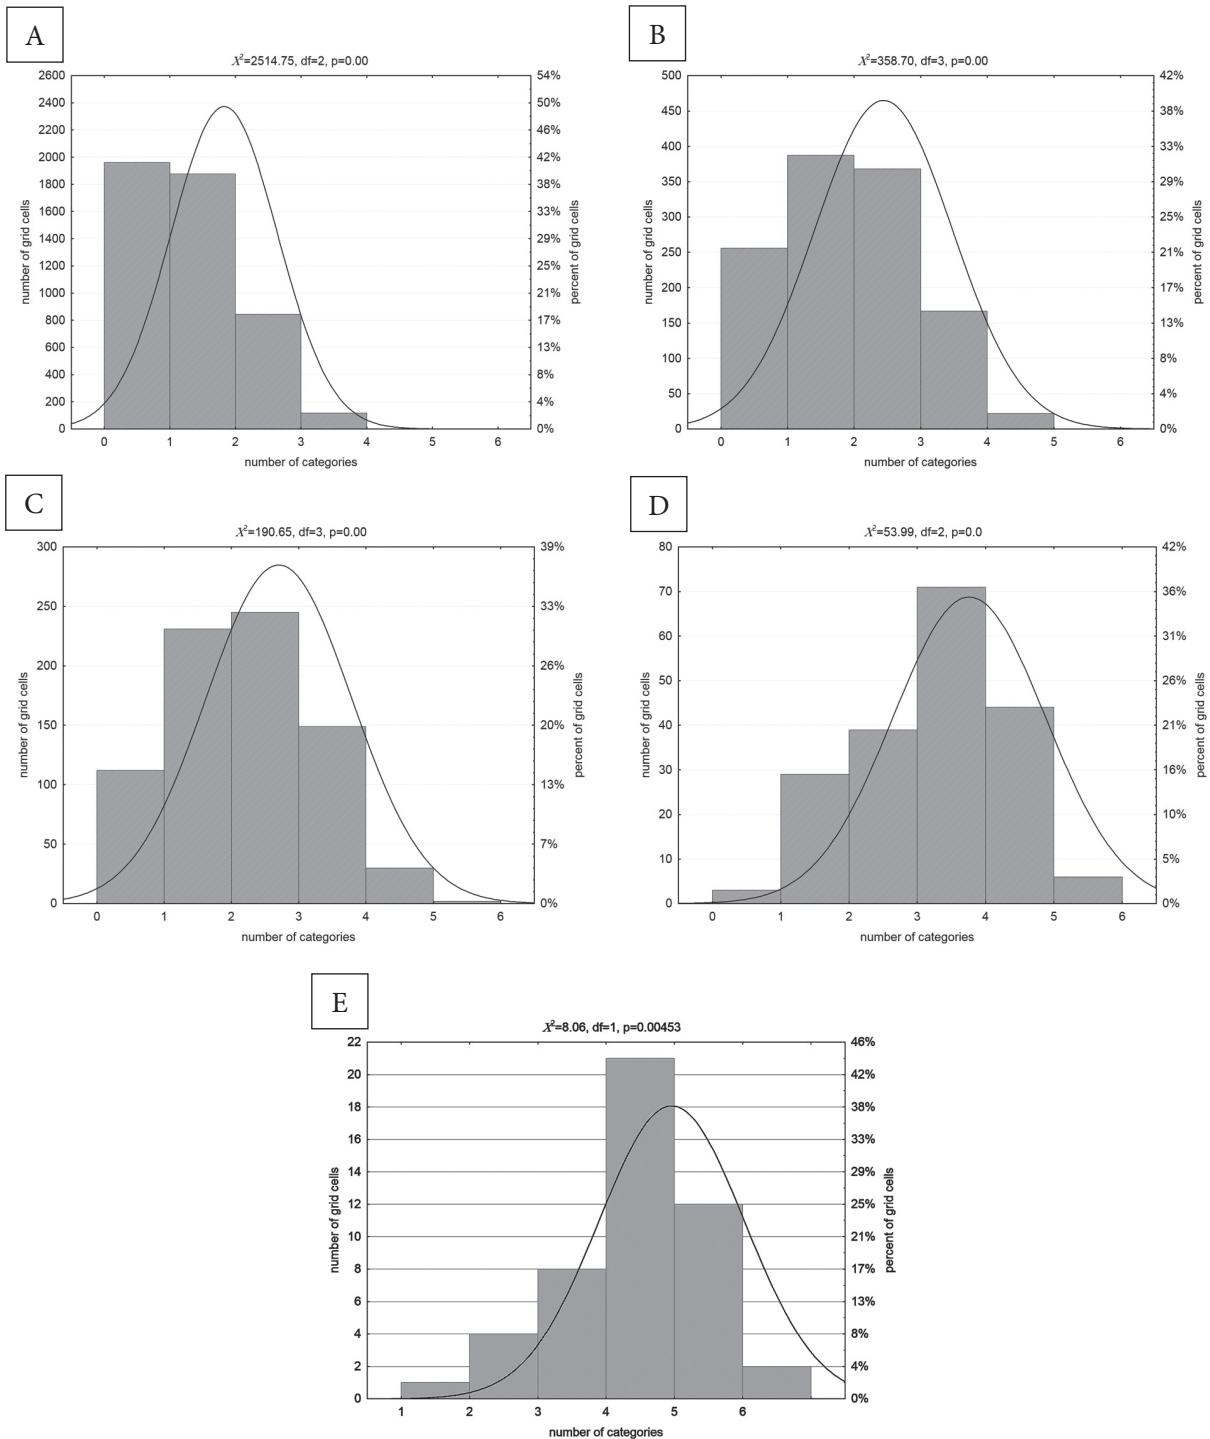 A
X²=2514.75, df=2, p=0.00
2600 54%
2400 50%
2200 46%
2000 42%
1800 38%
1600 33%
1400 29%
1200 25%
1000 21%
800 17%
600 13%
400 8%
200 4%
0 0%
0 1 2 3 4 5 6
number of categories
number of grid cells
percent of grid cells
B
X²=358.70, df=3, p=0.00
500 42%
450 38%
400 33%
350 29%
300 25%
250 21%
200 17%
150 13%
100 8%
50 4%
0 0%
0 1 2 3 4 5 6
number of categories
number of grid cells
percent of grid cells
C
X²=190.65, df=3, p=0.00
300 39%
250 33%
200 26%
150 20%
100 13%
50 7%
0 0%
0 1 2 3 4 5 6
number of categories
number of grid cells
percent of grid cells
D
X²=53.99, df=2, p=0.0
80 42%
70 36%
60 31%
50 26%
40 21%
30 16%
20 10%
10 5%
0 0%
0 1 2 3 4 5 6
number of categories
number of grid cells
percent of grid cells
E
X²=8.06, df=1, p=0.00453
22 46%
20 42%
18 38%
16 33%
14 29%
12 25%
10 21%
8 17%
6 13%
4 8%
2 4%
0 0%
1 2 3 4 5 6
number of categories
number of grid cells
percent of grid cells